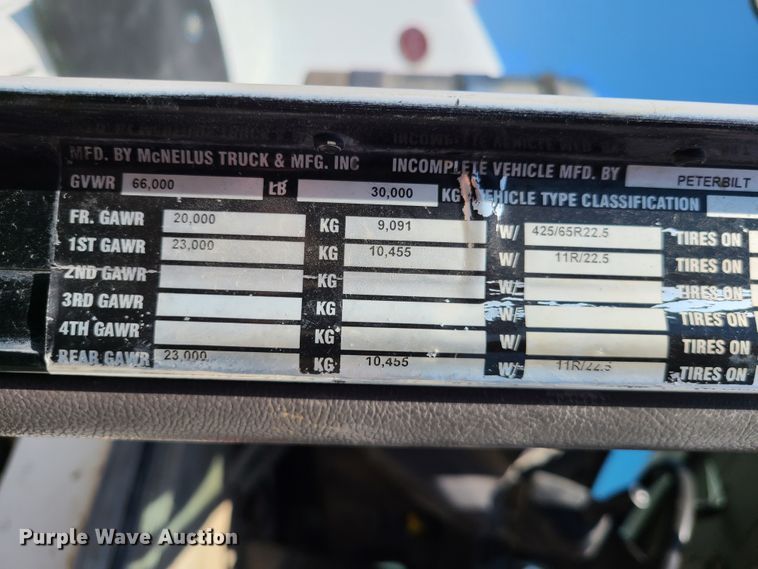 MFD. BY McNEILUS TRUCK & MFG. INC INCOMPLETE VEHICLE MFD. BY PETERBILT
GVWR 66,000 LB 30,000 KG VEHICLE TYPE CLASSIFICATION
FR. GAWR 20,000 KG 9,091 W/ 425/65R22.5 TIRES ON
1ST GAWR 23,000 KG 10,455 W/ 11R/22.5 TIRES ON
2ND GAWR KG W/ TIRES ON
3RD GAWR KG W/ TIRES ON
4TH GAWR KG W/ TIRES ON
REAR GAWR 23,000 KG 10,455 W/ 11R/22.5 TIRES ON
Purple Wave Auction